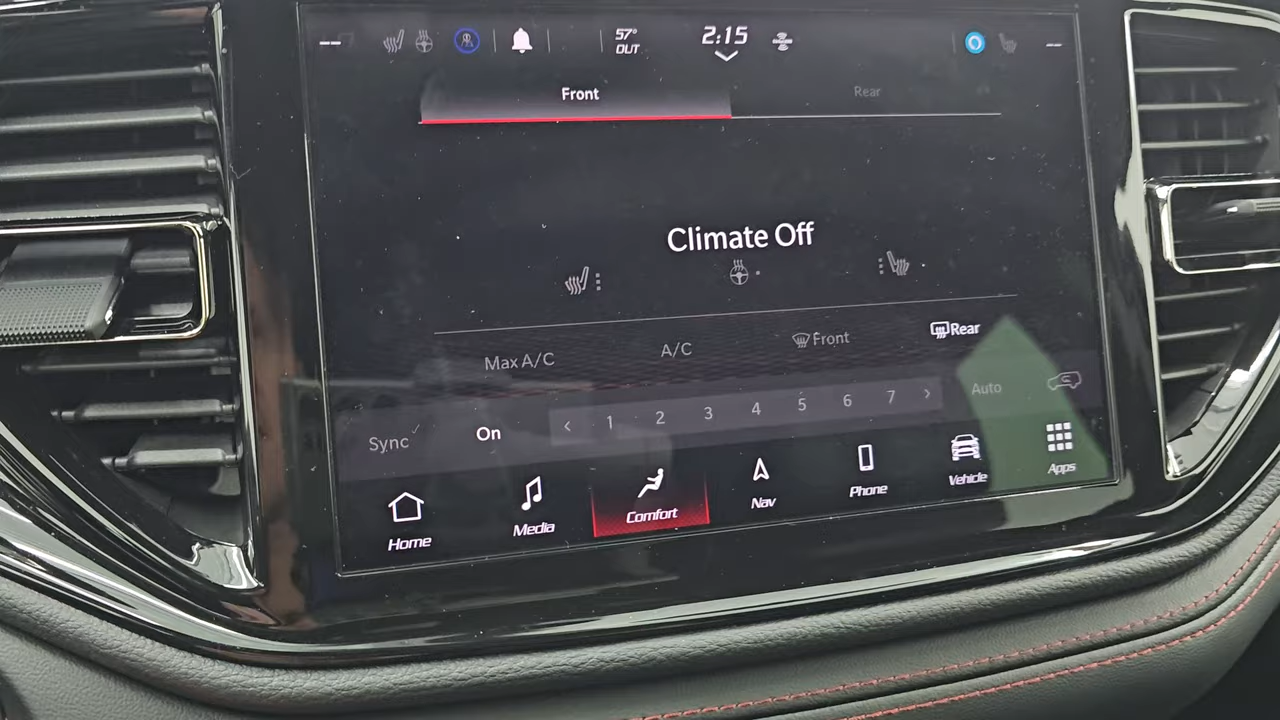 -- 57° 2:15 --
OUT
Front Rear
Climate Off
Max A/C A/C Front Rear
Sync On < 1 2 3 4 5 6 7 > Auto
Home Media Comfort Nav Phone Vehicle Apps